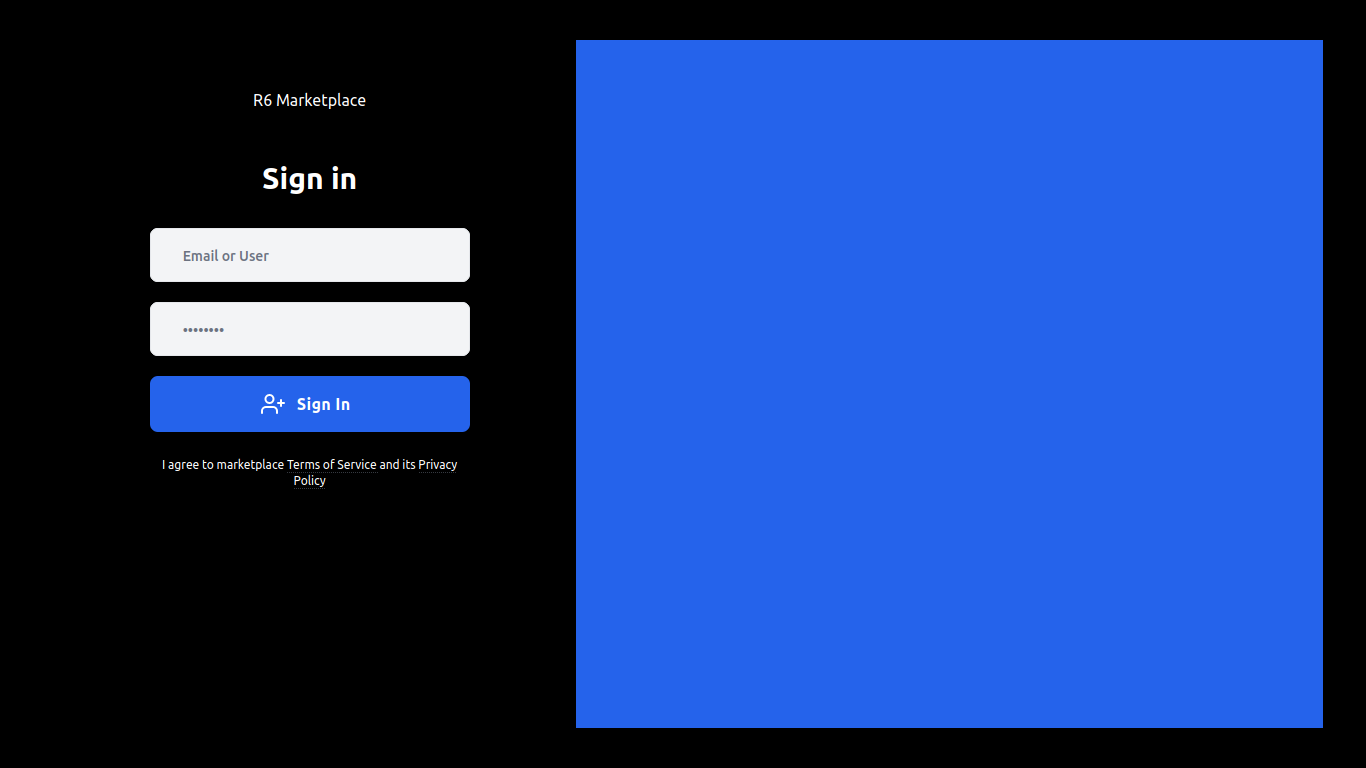 R6 Marketplace
Sign in
Email or User
••••••••
Sign In
I agree to marketplace Terms of Service and its Privacy
Policy